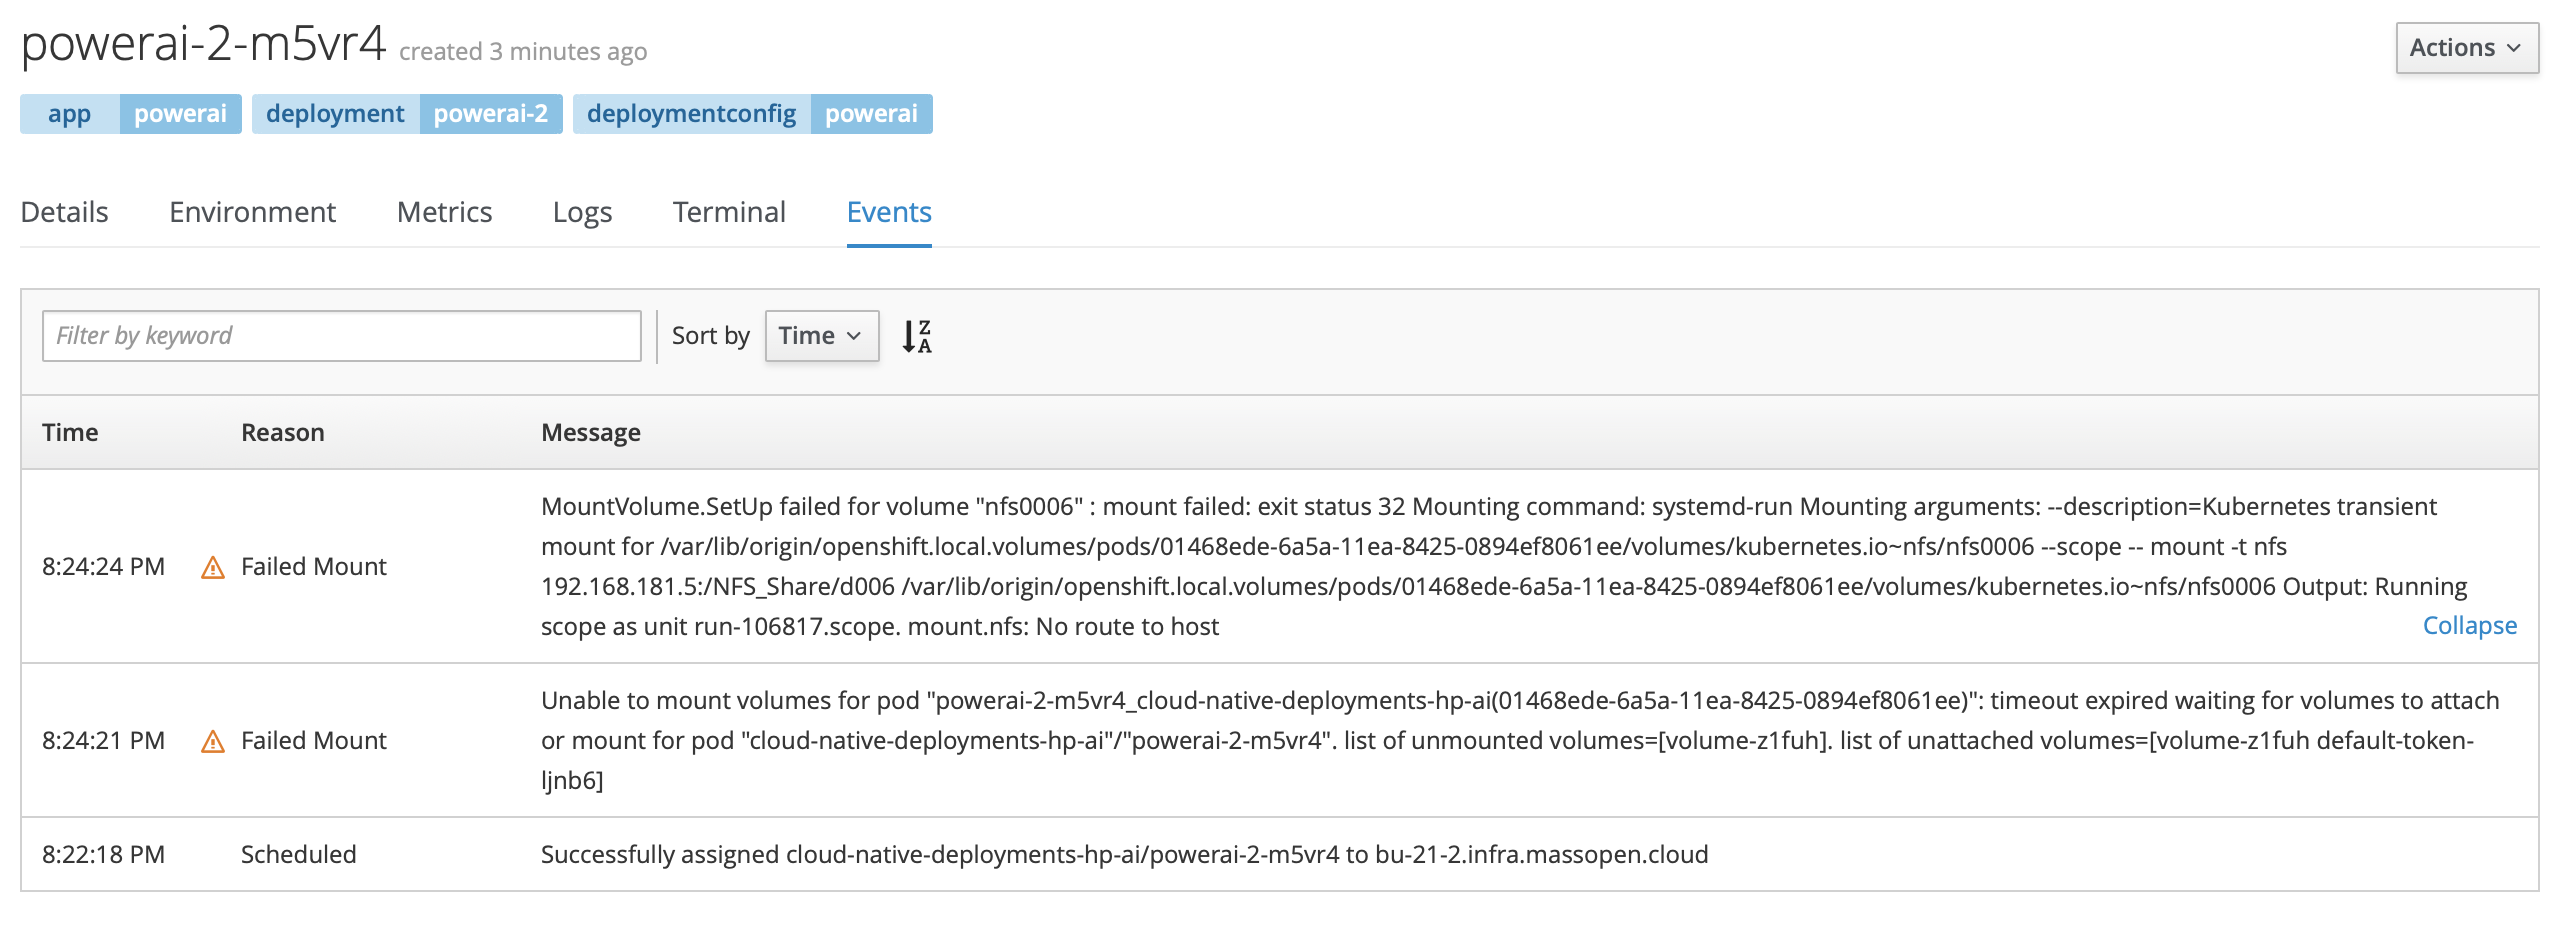 powerai-2-m5vr4 created 3 minutes ago
Actions
app powerai deployment powerai-2 deploymentconfig powerai
Details Environment Metrics Logs Terminal Events
Filter by keyword Sort by Time Z A
Time Reason Message
MountVolume.SetUp failed for volume "nfs0006" : mount failed: exit status 32 Mounting command: systemd-run Mounting arguments: --description=Kubernetes transient
8:24:24 PM Failed Mount mount for /var/lib/origin/openshift.local.volumes/pods/01468ede-6a5a-11ea-8425-0894ef8061ee/volumes/kubernetes.io~nfs/nfs0006 --scope -- mount -t nfs
192.168.181.5:/NFS_Share/d006 /var/lib/origin/openshift.local.volumes/pods/01468ede-6a5a-11ea-8425-0894ef8061ee/volumes/kubernetes.io~nfs/nfs0006 Output: Running
scope as unit run-106817.scope. mount.nfs: No route to host
Collapse
Unable to mount volumes for pod "powerai-2-m5vr4_cloud-native-deployments-hp-ai(01468ede-6a5a-11ea-8425-0894ef8061ee)": timeout expired waiting for volumes to attach
8:24:21 PM Failed Mount or mount for pod "cloud-native-deployments-hp-ai"/"powerai-2-m5vr4". list of unmounted volumes=[volume-z1fuh]. list of unattached volumes=[volume-z1fuh default-token-
ljnb6]
8:22:18 PM Scheduled Successfully assigned cloud-native-deployments-hp-ai/powerai-2-m5vr4 to bu-21-2.infra.massopen.cloud